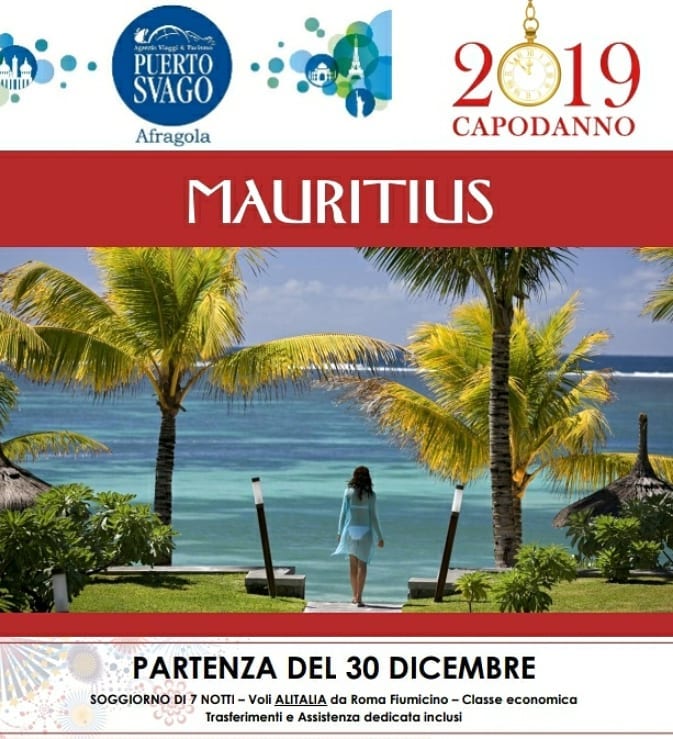 Agenzia Viaggi & Turismo
PUERTO
SVAGO
Afragola
2019
CAPODANNO
MAURITIUS
PARTENZA DEL 30 DICEMBRE
SOGGIORNO DI 7 NOTTI – Voli ALITALIA da Roma Fiumicino – Classe economica
Trasferimenti e Assistenza dedicata inclusi